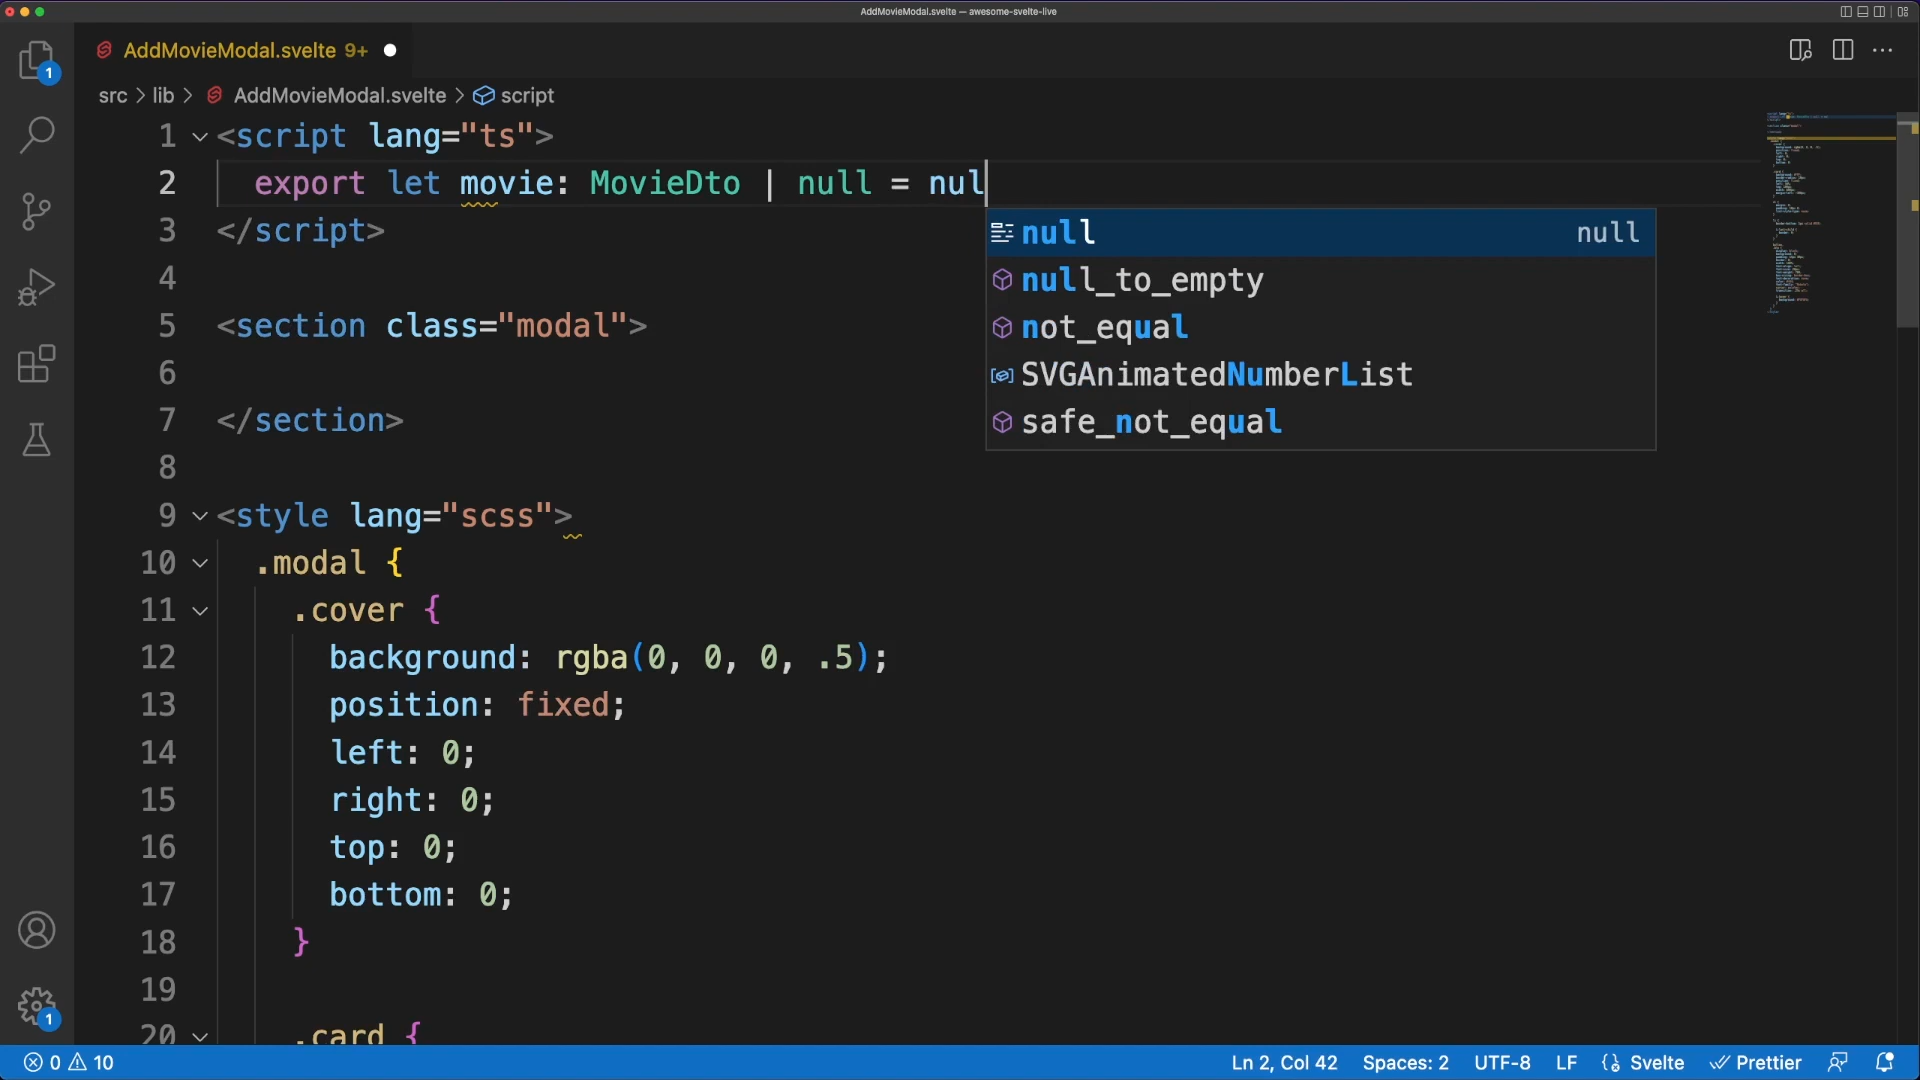 AddMovieModal.svelte — awesome-svelte-live
AddMovieModal.svelte 9+
1
src > lib > AddMovieModal.svelte > script
1 <script lang="ts">
2 export let movie: MovieDto | null = nul
null null
3 </script>
null_to_empty
4
5 <section class="modal">
not_equal
6
SVGAnimatedNumberList
7 </section>
safe_not_equal
8
9 <style lang="scss">
10 .modal {
11 .cover {
12 background: rgba(0, 0, 0, .5);
13 position: fixed;
14 left: 0;
15 right: 0;
16 top: 0;
17 bottom: 0;
18 }
19
1
20 .card {
0 10 Ln 2, Col 42 Spaces: 2 UTF-8 LF Svelte Prettier